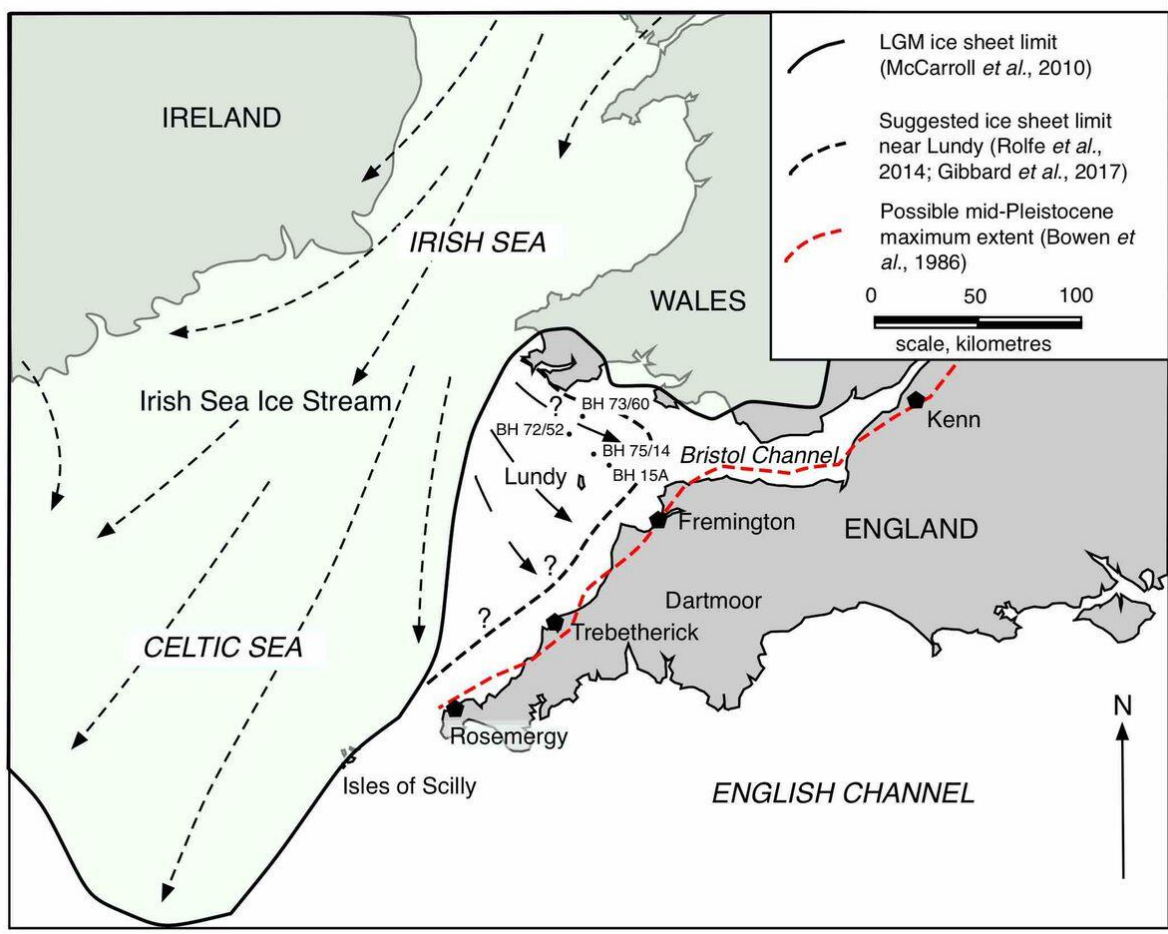 LGM ice sheet limit
(McCarroll et al., 2010)
Suggested ice sheet limit
near Lundy (Rolfe et al.,
2014; Gibbard et al., 2017)
Possible mid-Pleistocene
maximum extent (Bowen et
al., 1986)
0 50 100
scale, kilometres
IRELAND
IRISH SEA
WALES
Irish Sea Ice Stream
?
BH 73/60
BH 72/52
BH 75/14
BH 15A
Lundy
Bristol Channel
Kenn
Fremington
ENGLAND
?
Dartmoor
?
Trebetherick
CELTIC SEA
N
Rosemergy
Isles of Scilly
ENGLISH CHANNEL